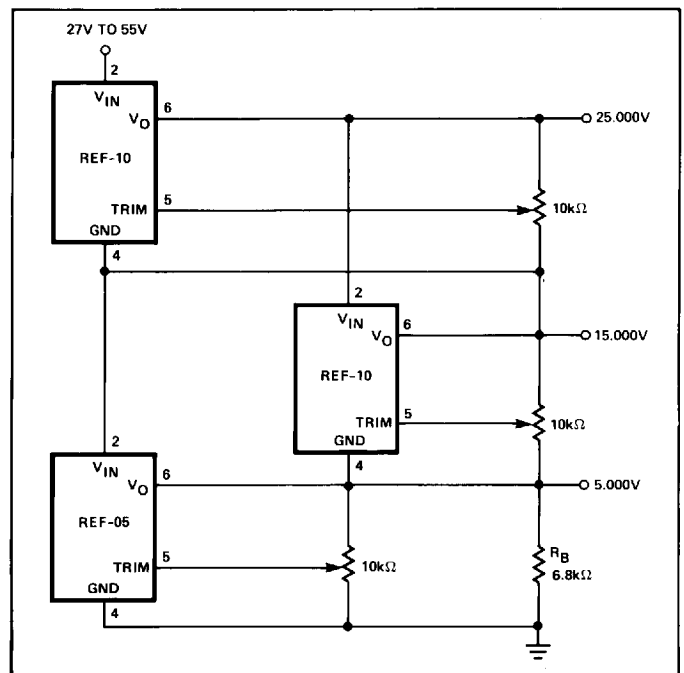 27V TO 55V
2
VIN
VO
6
25.000V
REF-10
TRIM
5
10kΩ
GND
4
2
VIN
VO
6
15.000V
REF-10
TRIM
5
10kΩ
GND
4
2
VIN
VO
6
5.000V
REF-05
TRIM
5
10kΩ
RB
6.8kΩ
GND
4